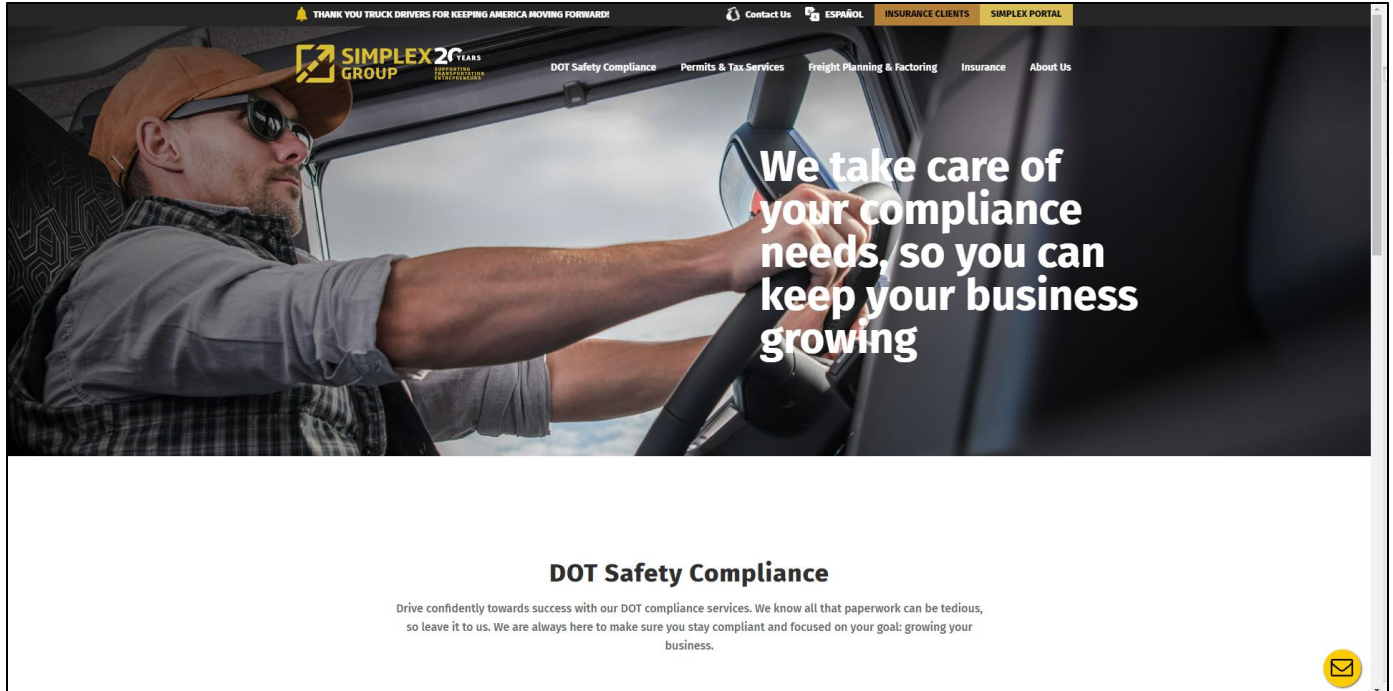 THANK YOU TRUCK DRIVERS FOR KEEPING AMERICA MOVING FORWARD!
Contact Us
ESPAÑOL
INSURANCE CLIENTS
SIMPLEX PORTAL
SIMPLEX
GROUP
20 YEARS
SUPPORTING
TRANSPORTATION
ENTREPRENEURS
DOT Safety Compliance
Permits & Tax Services
Freight Planning & Factoring
Insurance
About Us
We take care of
your compliance
needs, so you can
keep your business
growing
DOT Safety Compliance
Drive confidently towards success with our DOT compliance services. We know all that paperwork can be tedious,
so leave it to us. We are always here to make sure you stay compliant and focused on your goal: growing your
business.